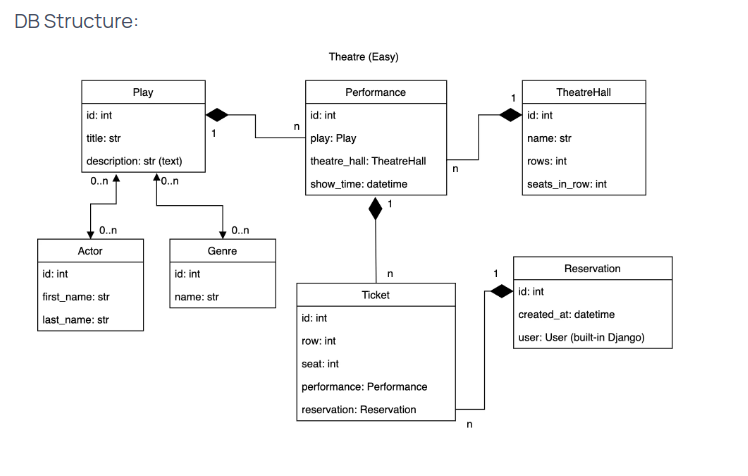 DB Structure:
Theatre (Easy)
Play
id: int
title: str
description: str (text)
1
n
Performance
id: int
play: Play
theatre_hall: TheatreHall
show_time: datetime
n
1
TheatreHall
id: int
name: str
rows: int
seats_in_row: int
0..n
0..n
0..n
0..n
Actor
id: int
first_name: str
last_name: str
Genre
id: int
name: str
1
n
Ticket
id: int
row: int
seat: int
performance: Performance
reservation: Reservation
n
1
Reservation
id: int
created_at: datetime
user: User (built-in Django)